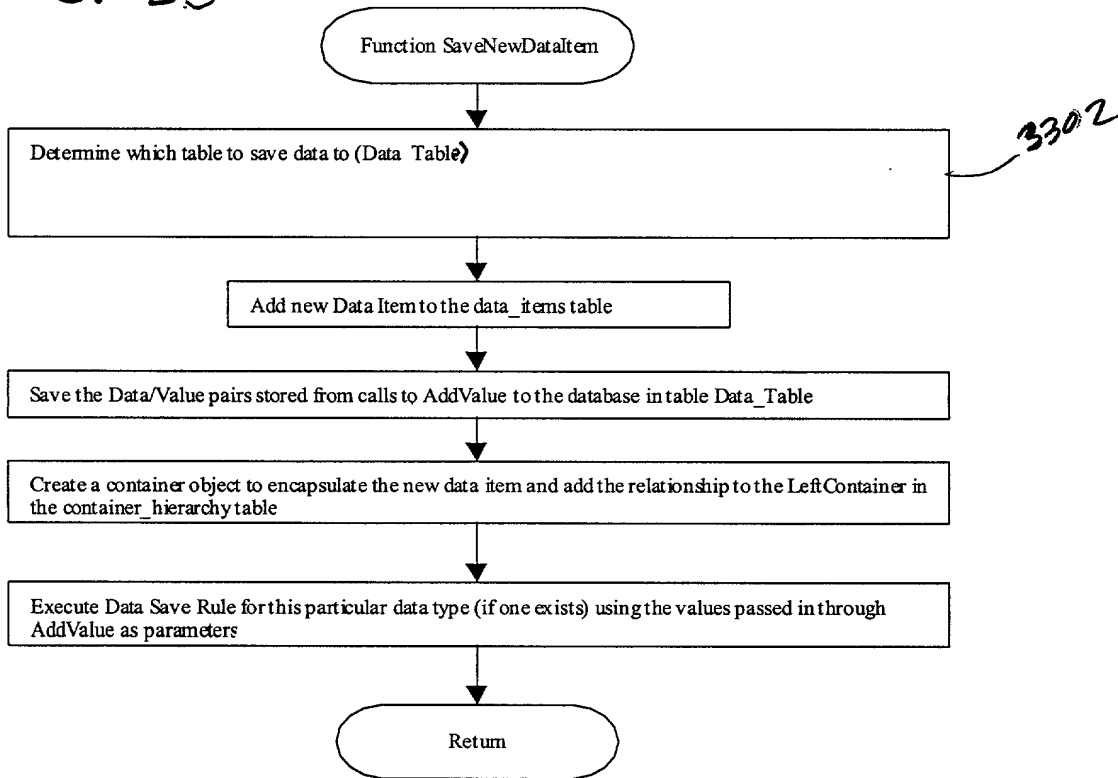 Function SaveNewDataItem
3302
Determine which table to save data to (Data Table)
Add new Data Item to the data_items table
Save the Data/Value pairs stored from calls to AddValue to the database in table Data_Table
Create a container object to encapsulate the new data item and add the relationship to the LeftContainer in
the container_hierarchy table
Execute Data Save Rule for this particular data type (if one exists) using the values passed in through
AddValue as parameters
Return